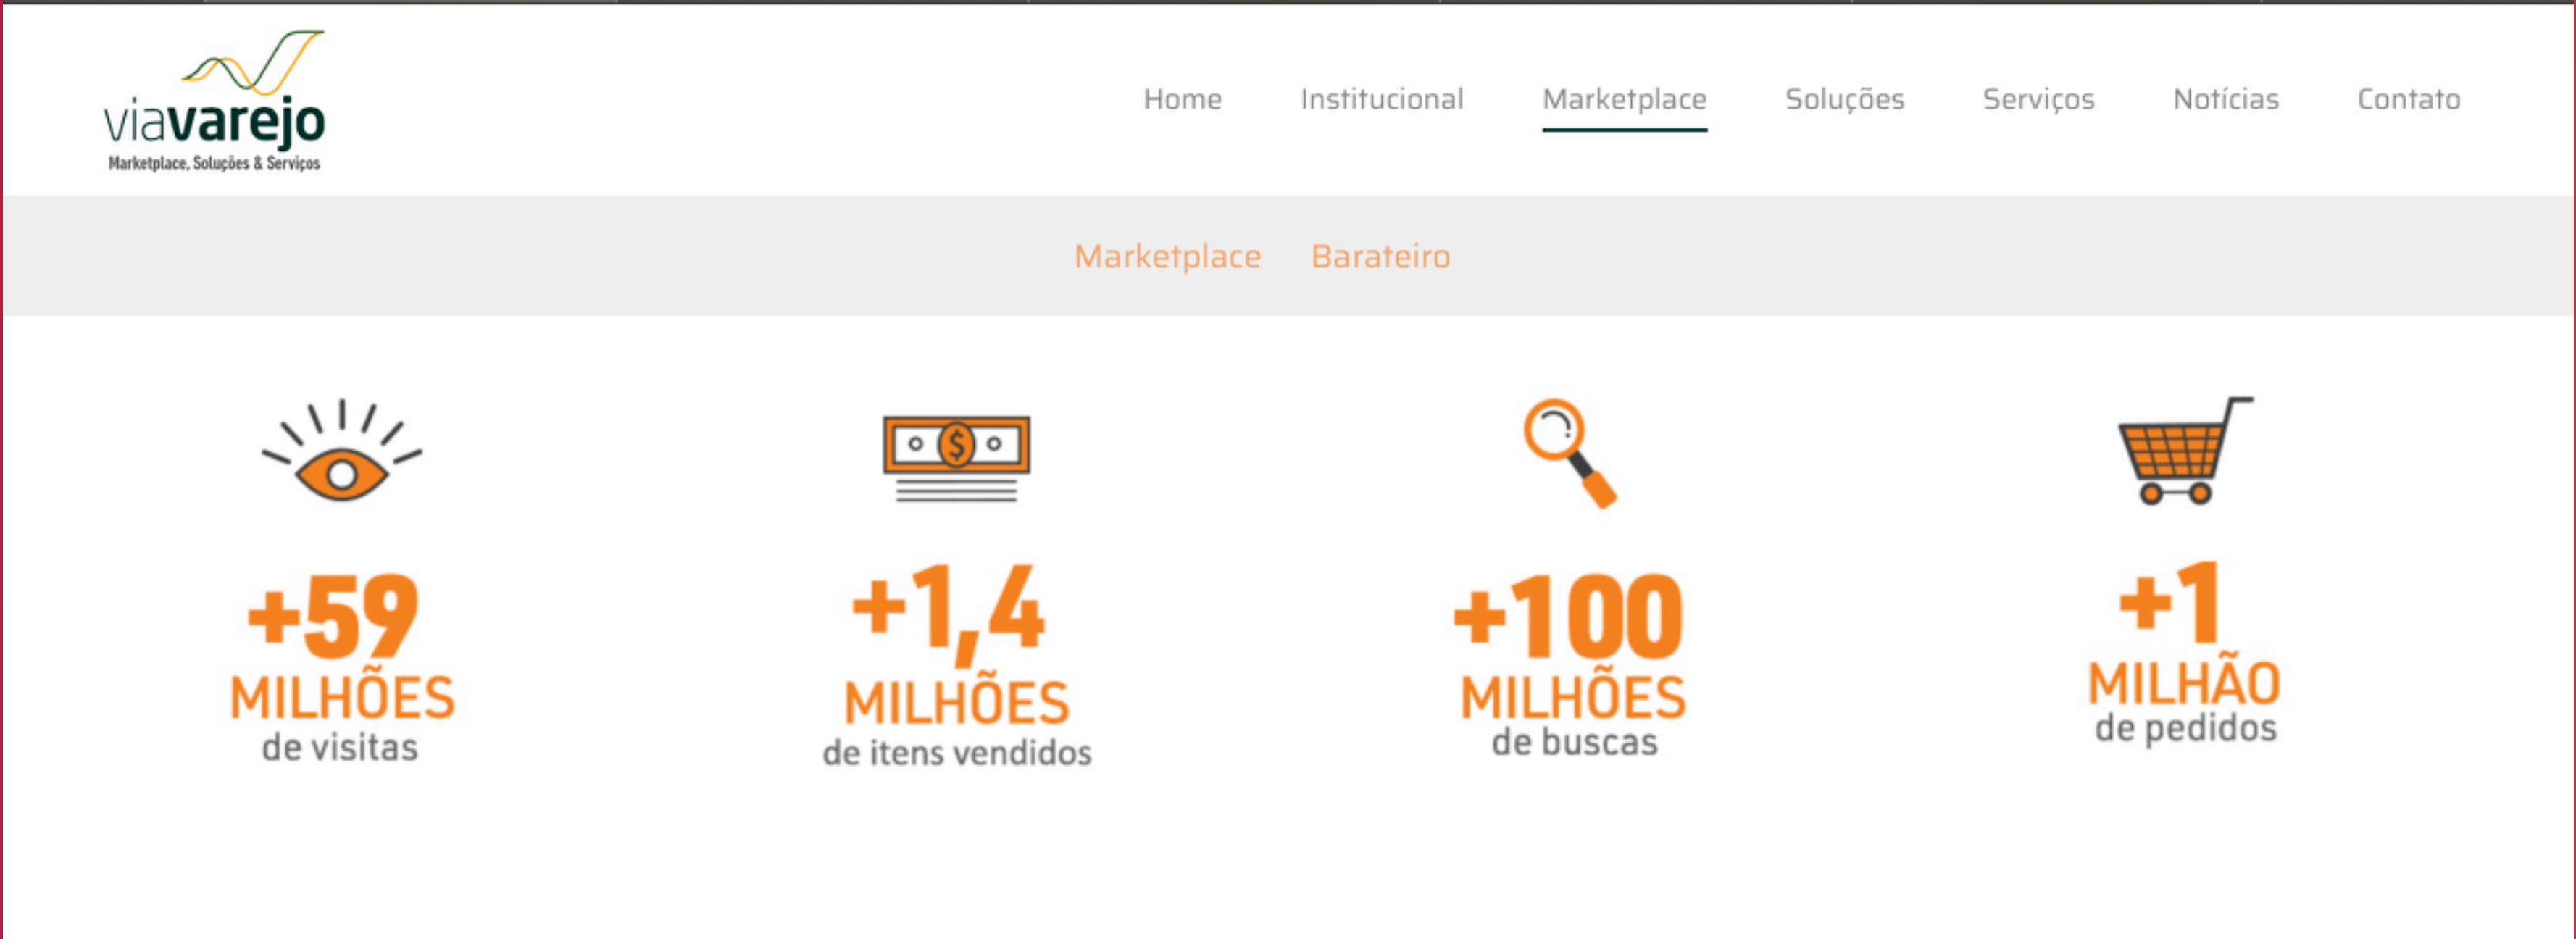 viavarejo
Marketplace, Soluções & Serviços
Home Institucional Marketplace Soluções Serviços Notícias Contato
Marketplace Barateiro
$
+59
MILHÕES
de visitas
+1,4
MILHÕES
de itens vendidos
+100
MILHÕES
de buscas
+1
MILHÃO
de pedidos